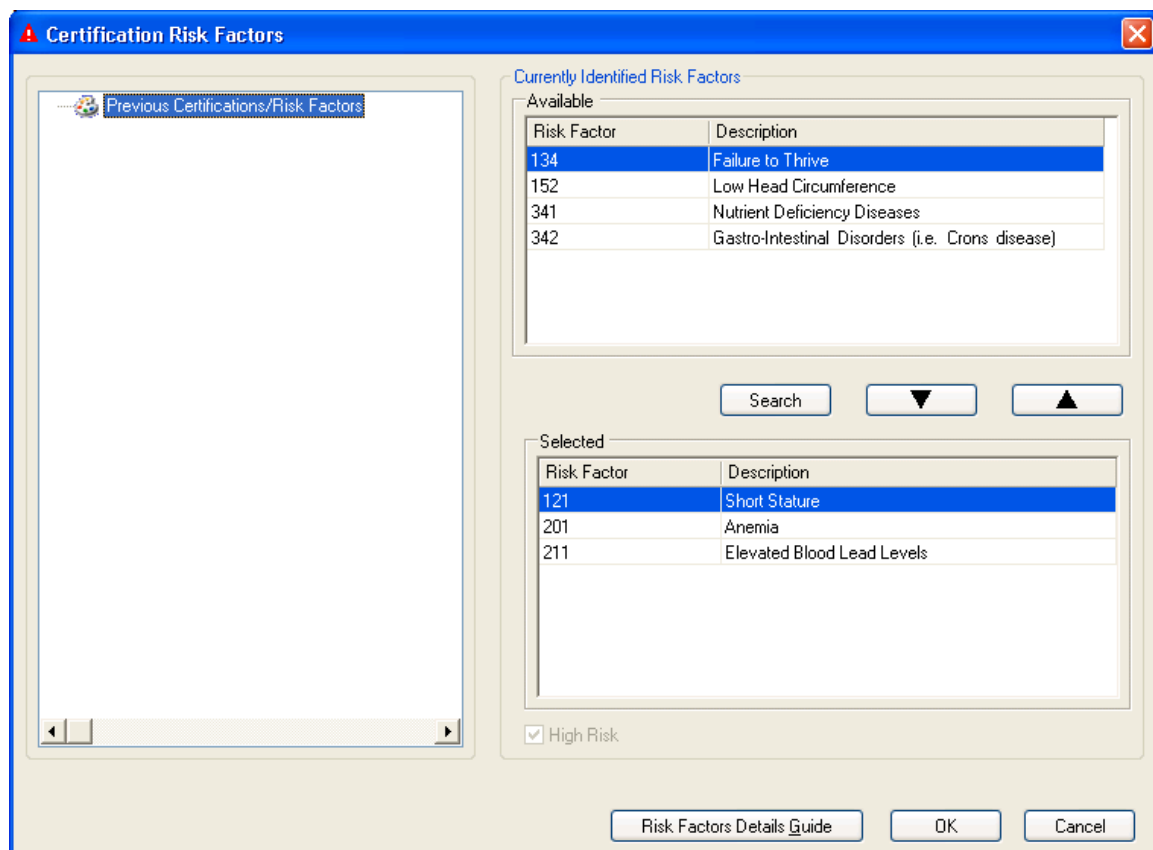 Certification Risk Factors
Previous Certifications/Risk Factors
Currently Identified Risk Factors
Available
Risk Factor Description
134 Failure to Thrive
152 Low Head Circumference
341 Nutrient Deficiency Diseases
342 Gastro-Intestinal Disorders (i.e. Crons disease)
Search
Selected
Risk Factor Description
121 Short Stature
201 Anemia
211 Elevated Blood Lead Levels
High Risk
Risk Factors Details Guide OK Cancel